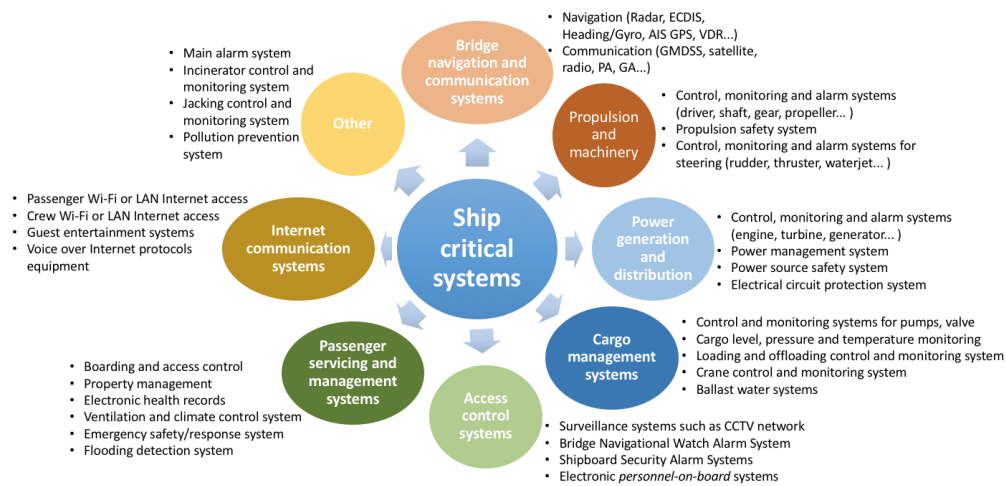 Ship
critical
systems
Bridge
navigation and
communication
systems
• Navigation (Radar, ECDIS,
Heading/Gyro, AIS GPS, VDR...)
• Communication (GMDSS, satellite,
radio, PA, GA...)
Propulsion
and
machinery
• Control, monitoring and alarm systems
(driver, shaft, gear, propeller... )
• Propulsion safety system
• Control, monitoring and alarm systems for
steering (rudder, thruster, waterjet... )
Power
generation
and
distribution
• Control, monitoring and alarm systems
(engine, turbine, generator... )
• Power management system
• Power source safety system
• Electrical circuit protection system
Cargo
management
systems
• Control and monitoring systems for pumps, valve
• Cargo level, pressure and temperature monitoring
• Loading and offloading control and monitoring system
• Crane control and monitoring system
• Ballast water systems
Access
control
systems
• Surveillance systems such as CCTV network
• Bridge Navigational Watch Alarm System
• Shipboard Security Alarm Systems
• Electronic personnel-on-board systems
Passenger
servicing and
management
systems
• Boarding and access control
• Property management
• Electronic health records
• Ventilation and climate control system
• Emergency safety/response system
• Flooding detection system
Internet
communication
systems
• Passenger Wi-Fi or LAN Internet access
• Crew Wi-Fi or LAN Internet access
• Guest entertainment systems
• Voice over Internet protocols
equipment
Other
• Main alarm system
• Incinerator control and
monitoring system
• Jacking control and
monitoring system
• Pollution prevention
system